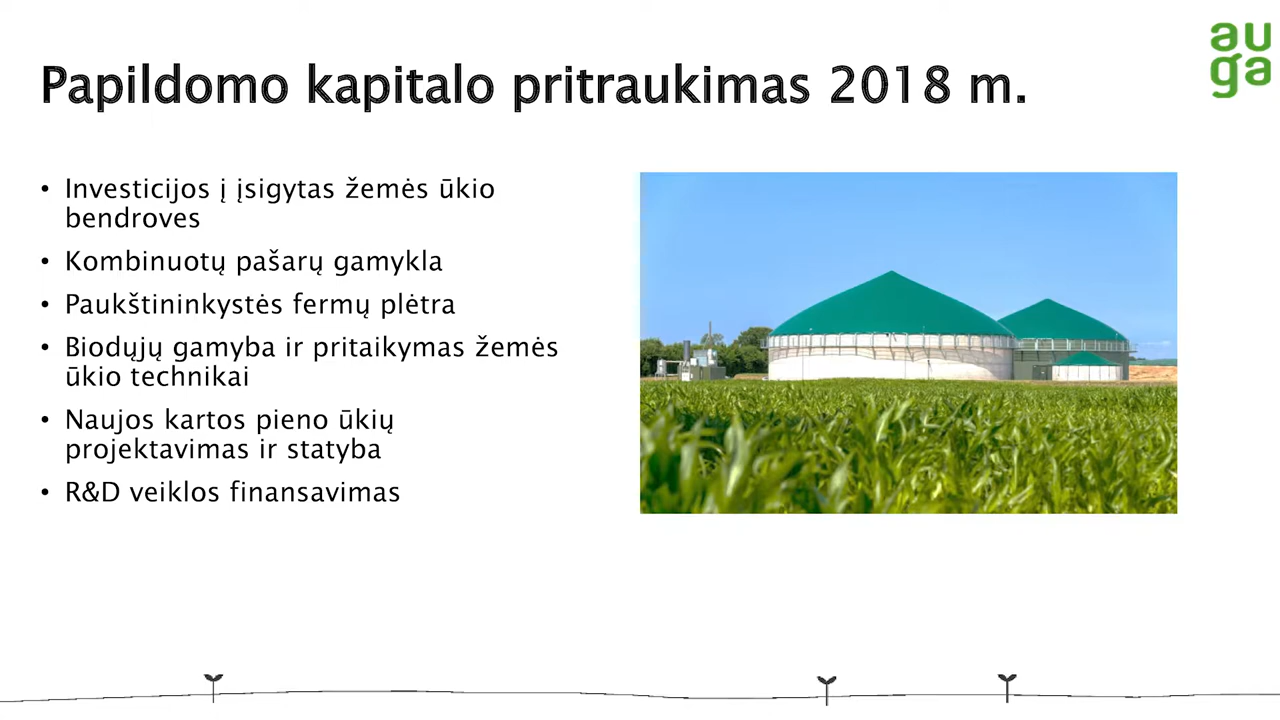 au
ga
Papildomo kapitalo pritraukimas 2018 m.
• Investicijos į įsigytas žemės ūkio
bendroves
• Kombinuotų pašarų gamykla
• Paukštininkystės fermų plėtra
• Biodųjų gamyba ir pritaikymas žemės
ūkio technikai
• Naujos kartos pieno ūkių
projektavimas ir statyba
• R&D veiklos finansavimas